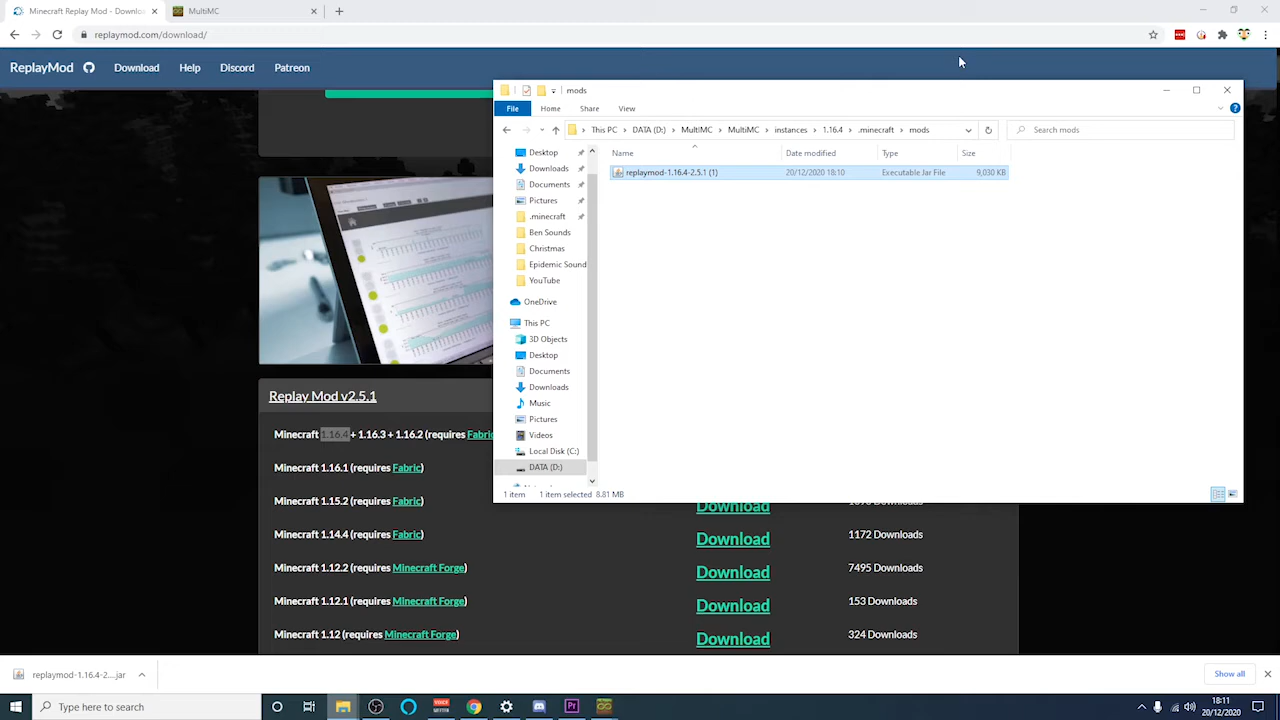 Minecraft Replay Mod - Downloa
MultiMC
replaymod.com/download/
ReplayMod
Download
Help
Discord
Patreon
mods
File
Home
Share
View
This PC > DATA (D:) > MultiMC > MultiMC > instances > 1.16.4 > .minecraft > mods
Search mods
Name
Date modified
Type
Size
replaymod-1.16.4-2.5.1 (1)
20/12/2020 18:10
Executable Jar File
9,030 KB
Desktop
Downloads
Documents
Pictures
.minecraft
Ben Sounds
Christmas
Epidemic Sound
YouTube
OneDrive
This PC
3D Objects
Desktop
Documents
Downloads
Music
Pictures
Videos
Local Disk (C:)
DATA (D:)
1 item
1 item selected 8.81 MB
Replay Mod v2.5.1
Minecraft 1.16.4 + 1.16.3 + 1.16.2 (requires Fabric
Minecraft 1.16.1 (requires Fabric)
Minecraft 1.15.2 (requires Fabric)
Download
Minecraft 1.14.4 (requires Fabric)
Download
1172 Downloads
Minecraft 1.12.2 (requires Minecraft Forge)
Download
7495 Downloads
Minecraft 1.12.1 (requires Minecraft Forge)
Download
153 Downloads
Minecraft 1.12 (requires Minecraft Forge)
Download
324 Downloads
replaymod-1.16.4-2....jar
Show all
Type here to search
18:11
20/12/2020